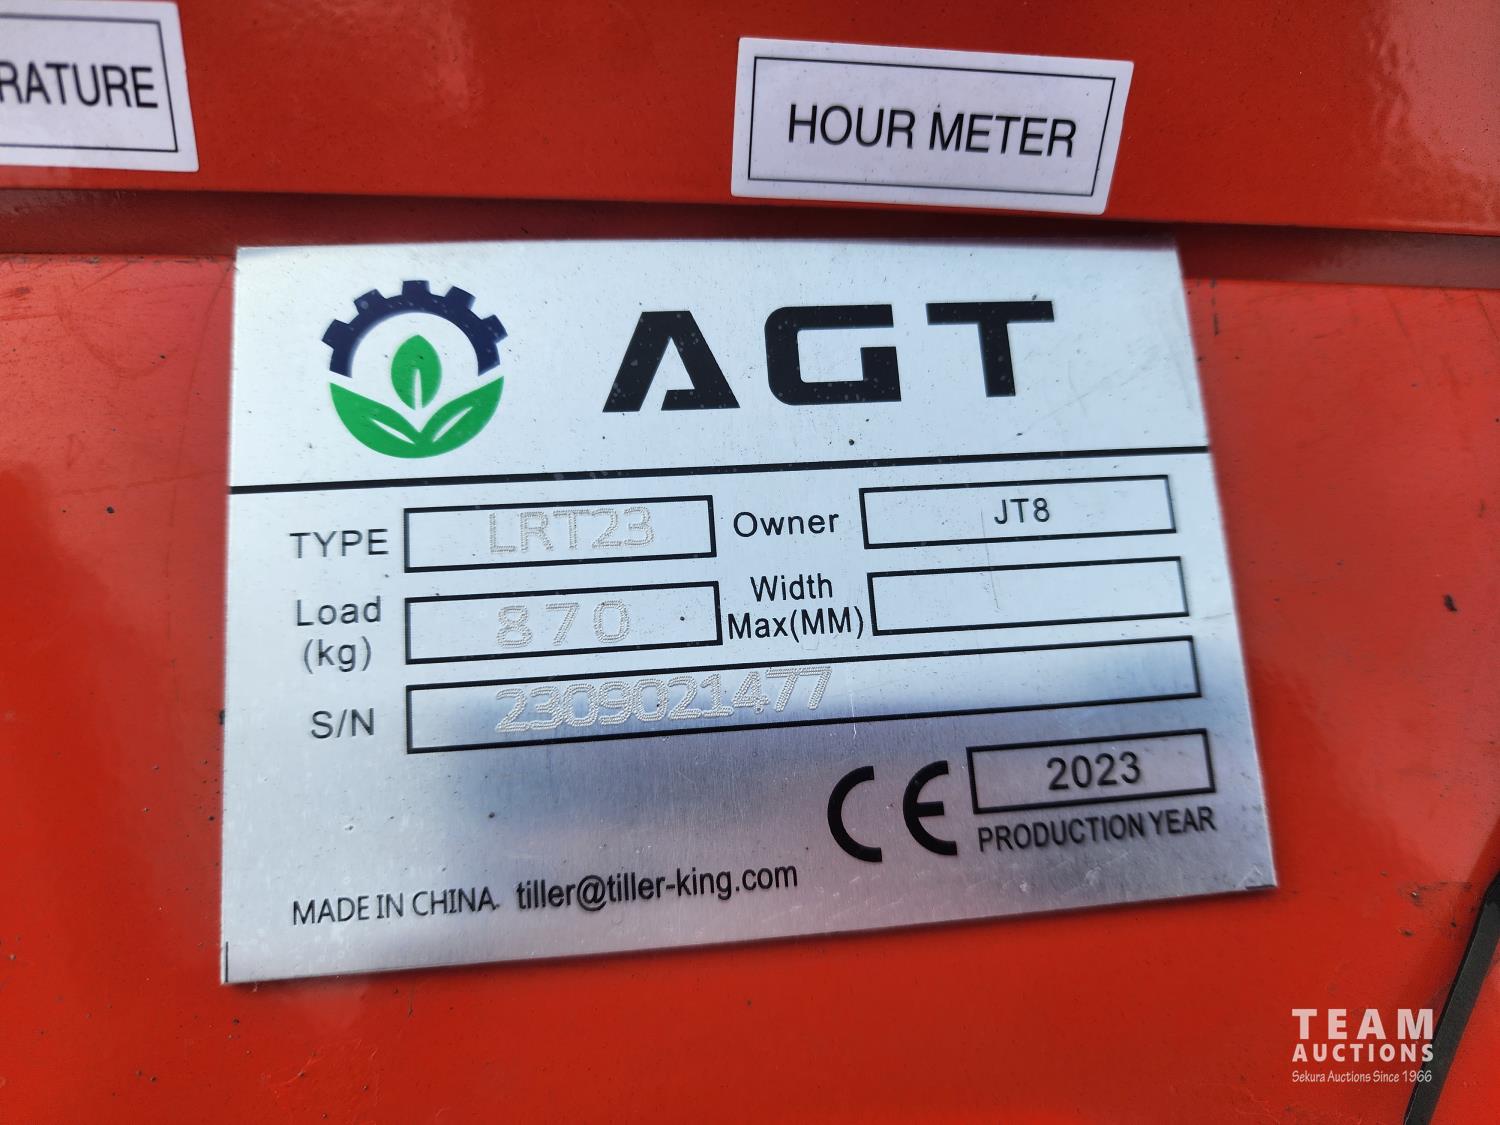 RATURE
HOUR METER
AGT
TYPE LRT23 Owner JT8
Load (kg) 870 Width Max(MM)
S/N 2309021477
CE 2023
PRODUCTION YEAR
MADE IN CHINA. tiller@tiller-king.com
TEAM
AUCTIONS
Sekura Auctions Since 1966